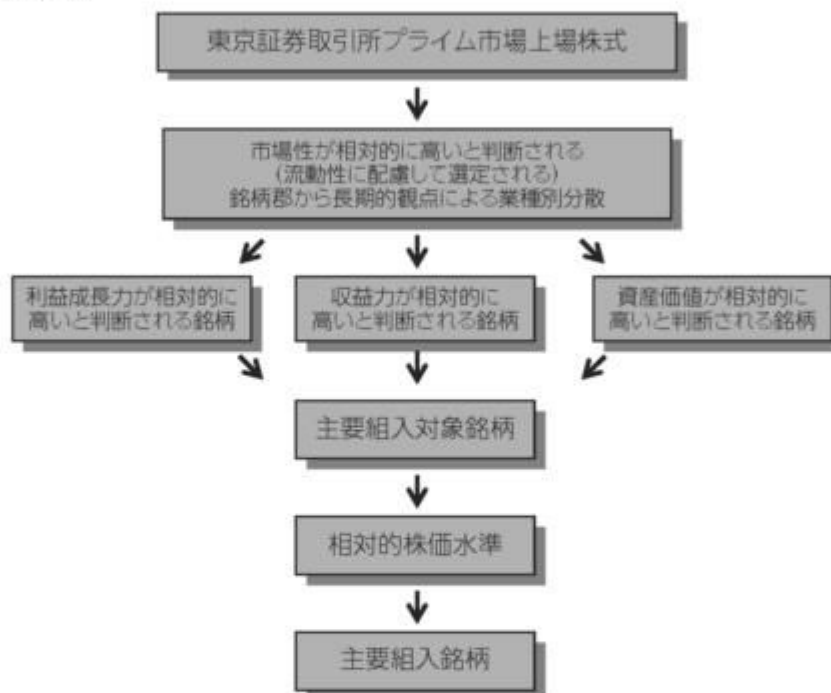 東京証券取引所プライム市場上場株式
市場性が相対的に高いと判断される
(流動性に配慮して選定される)
銘柄郡から長期的観点による業種別分散
利益成長力が相対的に
高いと判断される銘柄
収益力が相対的に
高いと判断される銘柄
資産価値が相対的に
高いと判断される銘柄
主要組入対象銘柄
相対的株価水準
主要組入銘柄